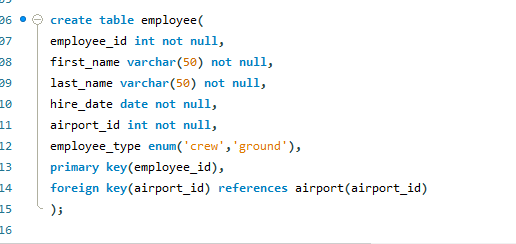 06 create table employee(
07 employee_id int not null,
08 first_name varchar(50) not null,
09 last_name varchar(50) not null,
10 hire_date date not null,
11 airport_id int not null,
12 employee_type enum('crew','ground'),
13 primary key(employee_id),
14 foreign key(airport_id) references airport(airport_id)
15 );
16